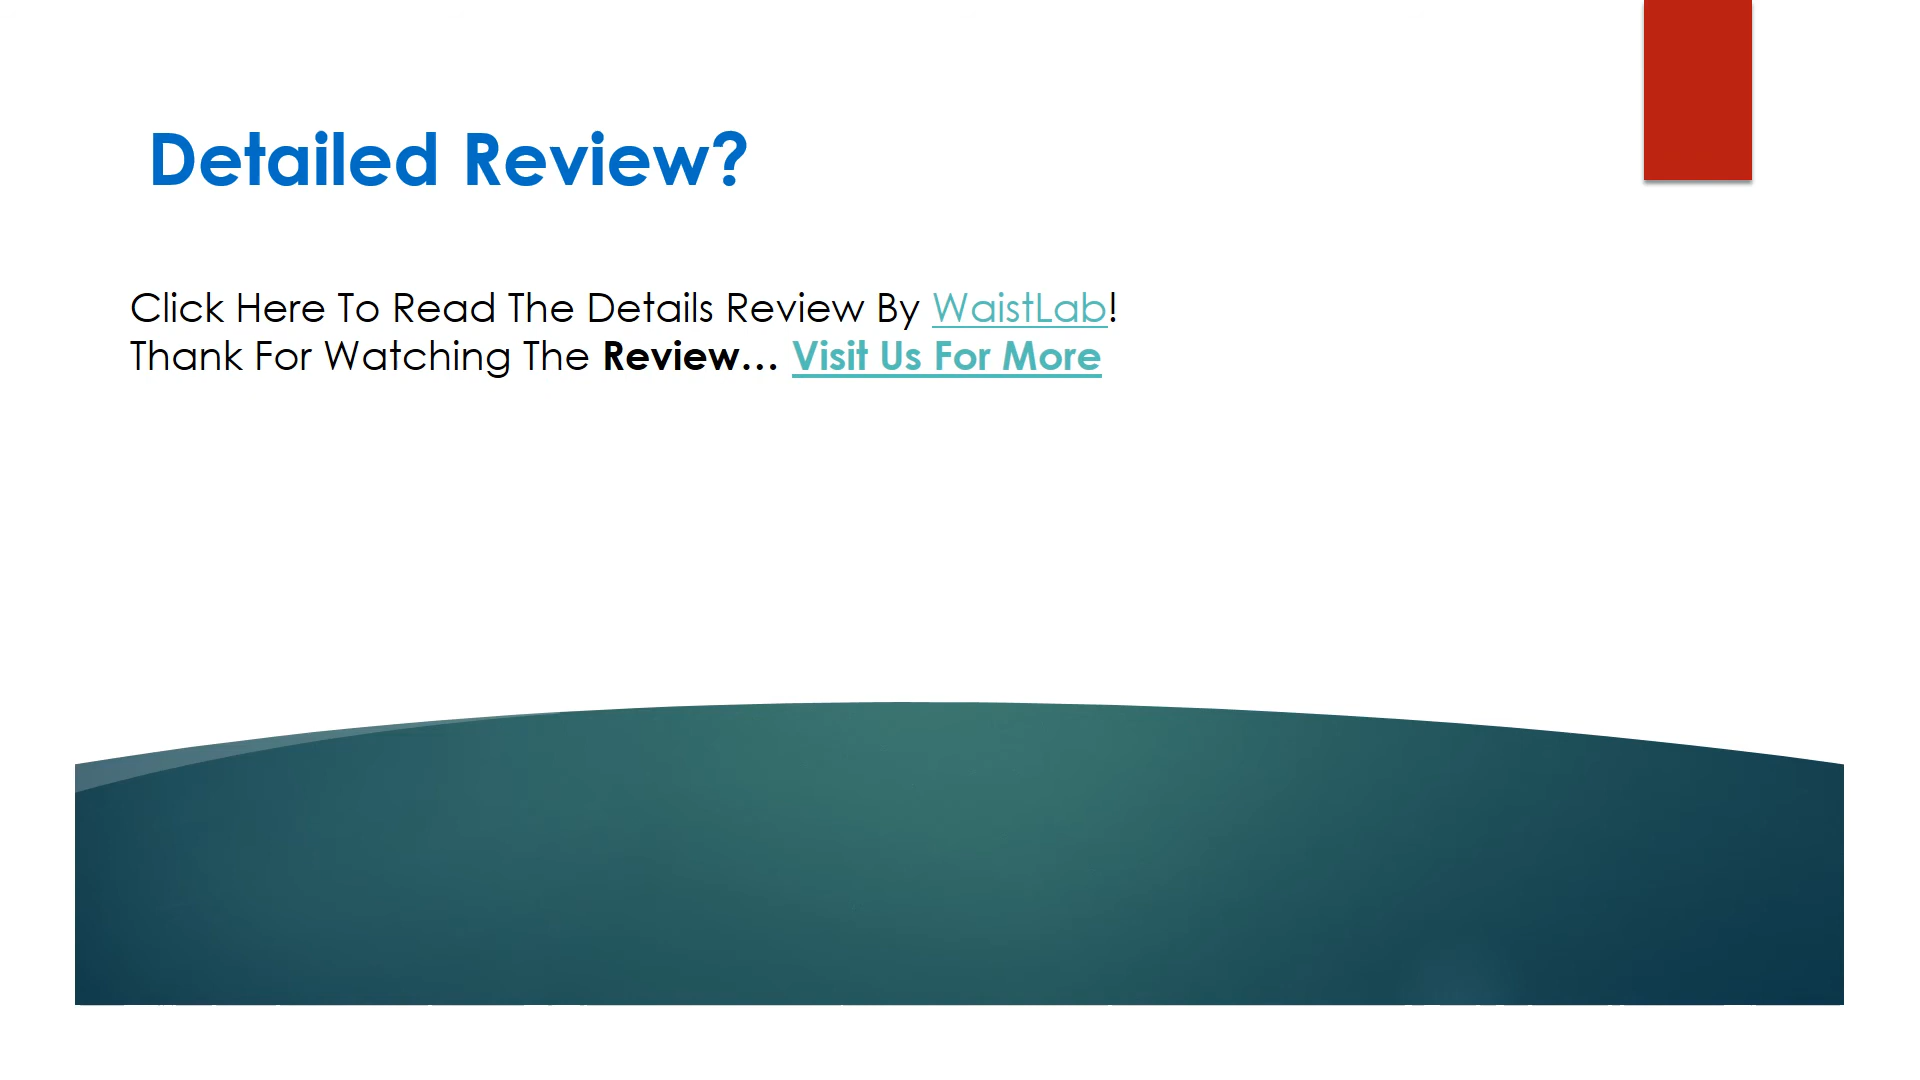 Detailed Review?
Click Here To Read The Details Review By WaistLab!
Thank For Watching The Review... Visit Us For More